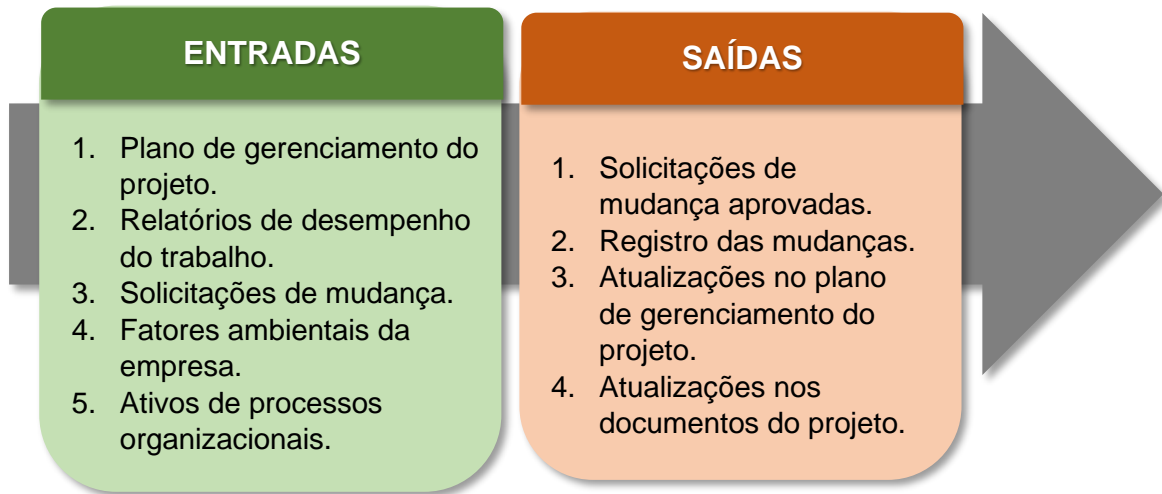 ENTRADAS
1. Plano de gerenciamento do
projeto.
2. Relatórios de desempenho
do trabalho.
3. Solicitações de mudança.
4. Fatores ambientais da
empresa.
5. Ativos de processos
organizacionais.
SAÍDAS
1. Solicitações de
mudança aprovadas.
2. Registro das mudanças.
3. Atualizações no plano
de gerenciamento do
projeto.
4. Atualizações nos
documentos do projeto.